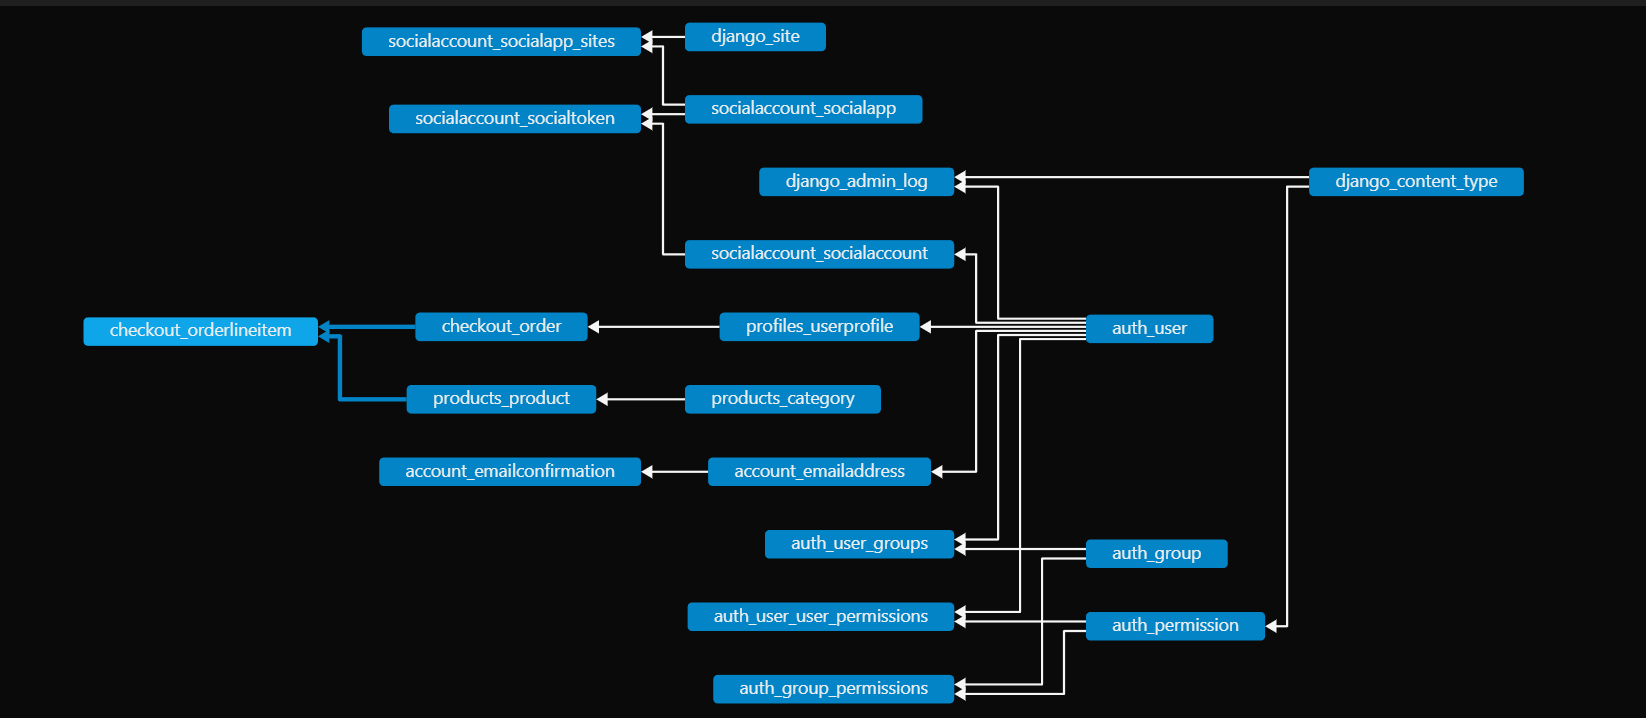 socialaccount_socialapp_sites
django_site
socialaccount_socialapp
socialaccount_socialtoken
django_admin_log
django_content_type
socialaccount_socialaccount
checkout_orderlineitem
checkout_order
profiles_userprofile
auth_user
products_product
products_category
account_emailconfirmation
account_emailaddress
auth_user_groups
auth_group
auth_user_user_permissions
auth_permission
auth_group_permissions